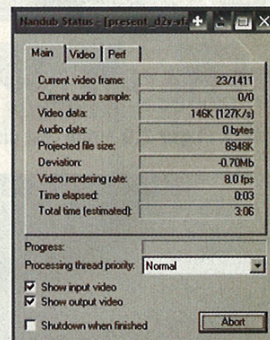 Nandub Status - [present_d2v-vfa
Main Video Perf
Current video frame: 23/1411
Current audio sample: 0/0
Video data: 146K (127K/s)
Audio data: 0 bytes
Projected file size: 8948K
Deviation: -0.70Mb
Video rendering rate: 8.0 fps
Time elapsed: 0:03
Total time (estimated): 3:06
Progress:
Processing thread priority: Normal
Show input video
Show output video
Shutdown when finished
Abort